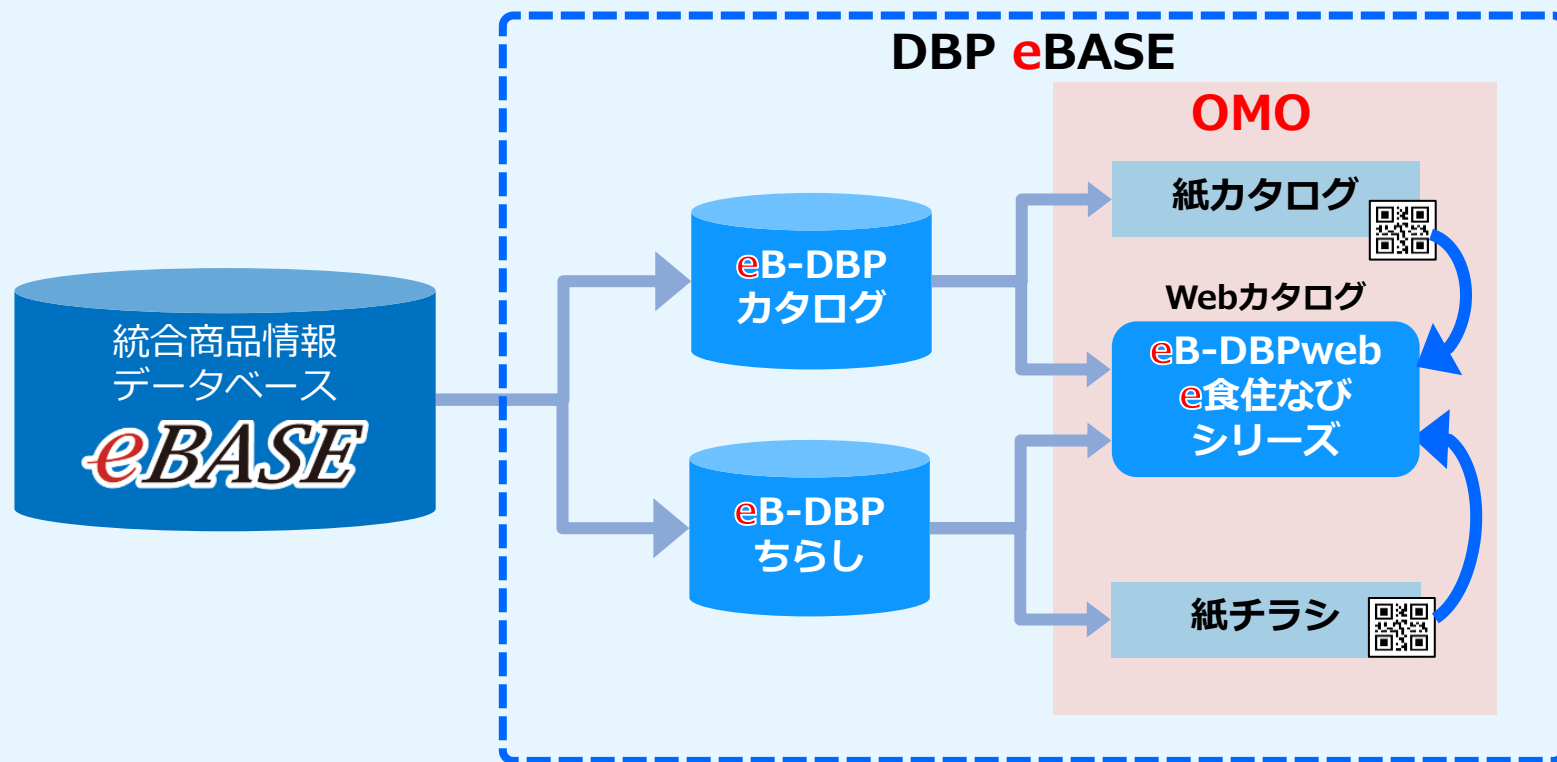 DBP eBASE
OMO
統合商品情報
データベース
eBASE
eB-DBP
カタログ
eB-DBP
ちらし
紙カタログ
Webカタログ
eB-DBPweb
e食住なび
シリーズ
紙チラシ